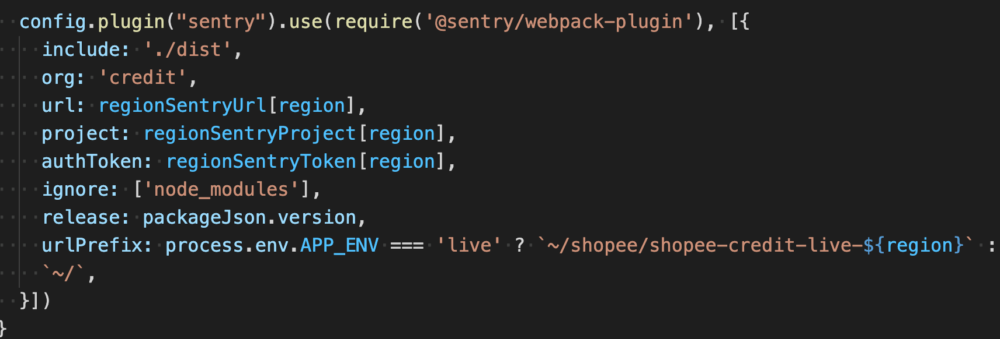 config.plugin("sentry").use(require('@sentry/webpack-plugin'), [{
include: './dist',
org: 'credit',
url: regionSentryUrl[region],
project: regionSentryProject[region],
authToken: regionSentryToken[region],
ignore: ['node_modules'],
release: packageJson.version,
urlPrefix: process.env.APP_ENV === 'live' ? `~/shopee/shopee-credit-live-${region}` :
`~/`,
}])
}